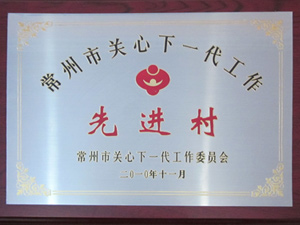 常州市关心下一代工作
先进村
常州市关心下一代工作委员会
二〇一〇年十一月